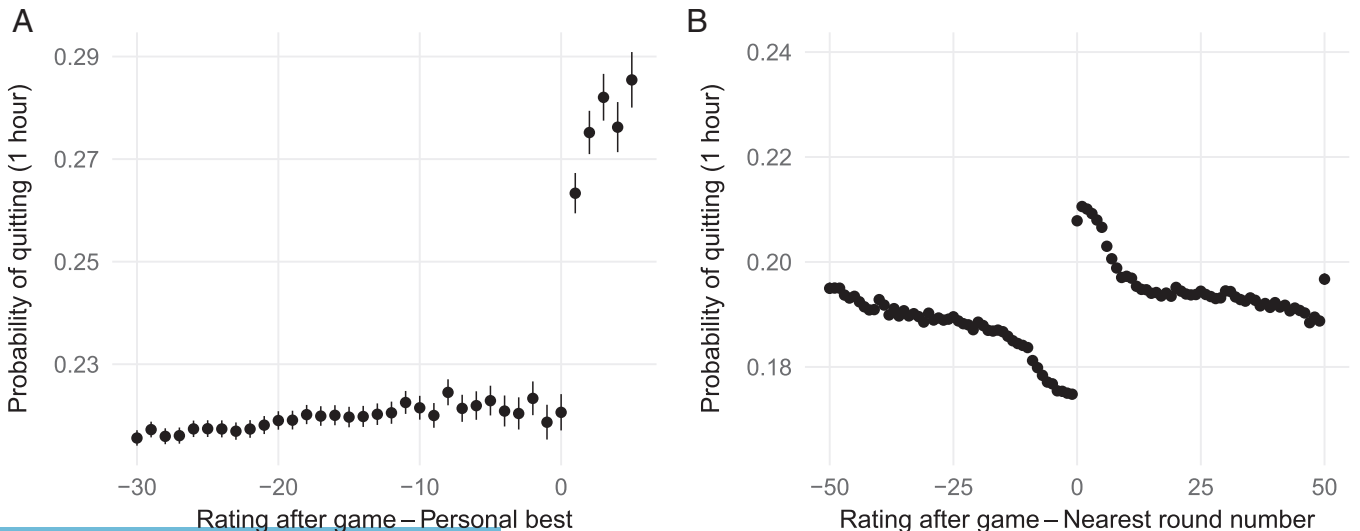 A
Probability of quitting (1 hour)
0.29
0.27
0.25
0.23
−30
−20
−10
0
Rating after game – Personal best
B
Probability of quitting (1 hour)
0.24
0.22
0.20
0.18
−50
−25
0
25
50
Rating after game – Nearest round number